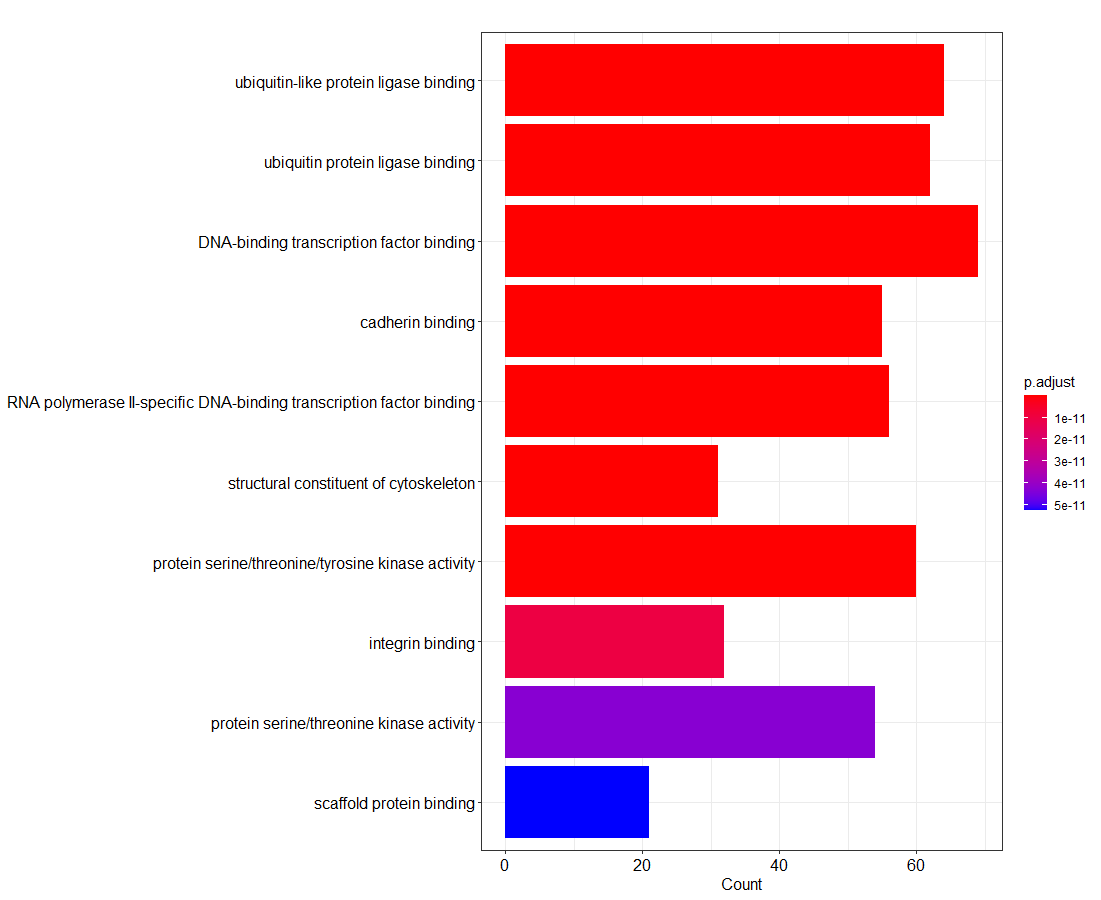 ubiquitin-like protein ligase binding
ubiquitin protein ligase binding
DNA-binding transcription factor binding
cadherin binding
RNA polymerase II-specific DNA-binding transcription factor binding
structural constituent of cytoskeleton
protein serine/threonine/tyrosine kinase activity
integrin binding
protein serine/threonine kinase activity
scaffold protein binding
0 20 40 60
Count
p.adjust
1e-11
2e-11
3e-11
4e-11
5e-11